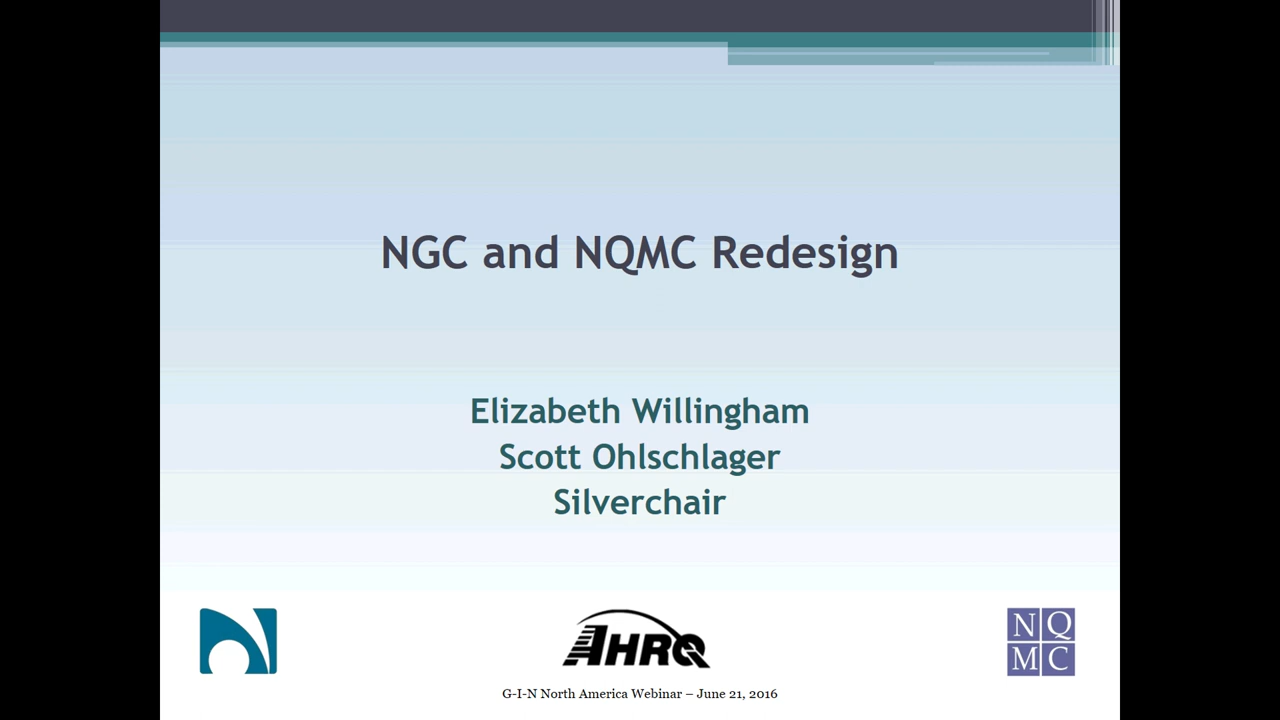 NGC and NQMC Redesign
Elizabeth Willingham
Scott Ohlschlager
Silverchair
N
AHRQ
N Q
M C
G-I-N North America Webinar – June 21, 2016